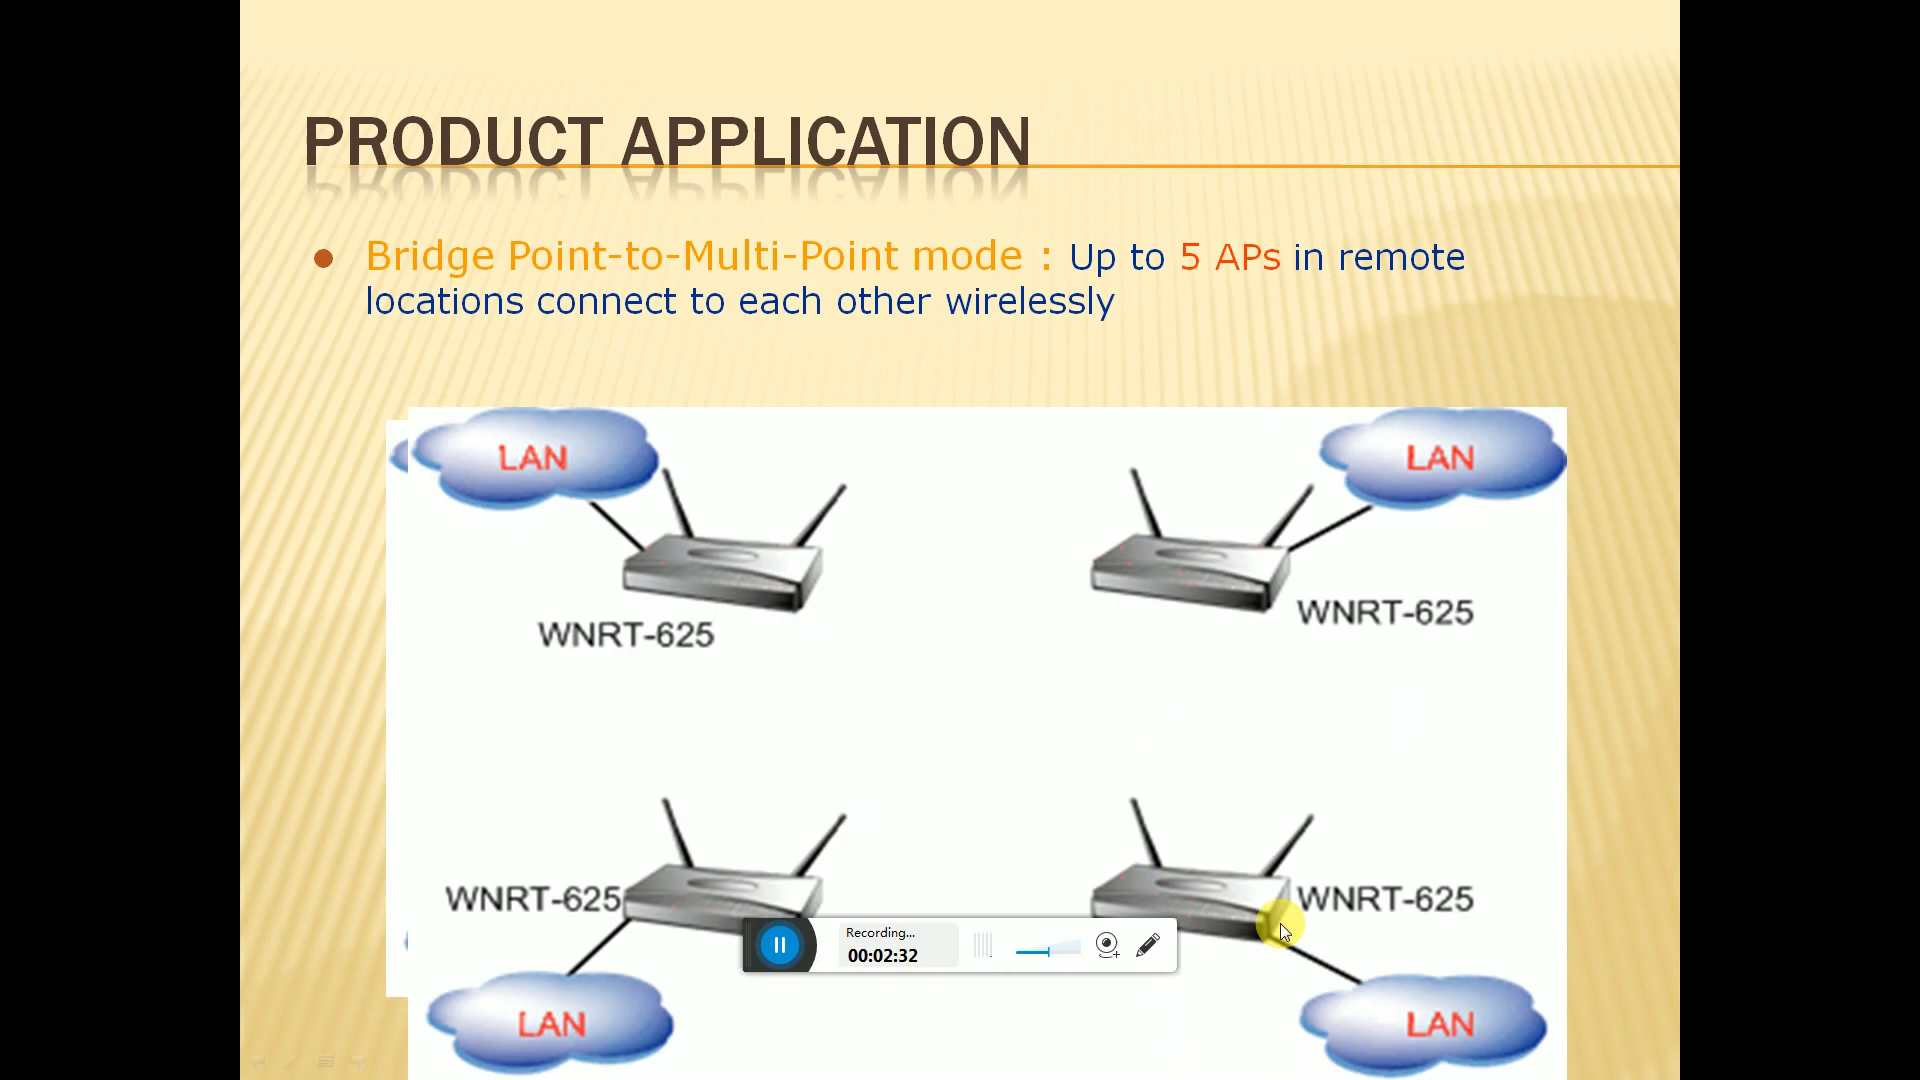 PRODUCT APPLICATION
Bridge Point-to-Multi-Point mode : Up to 5 APs in remote
locations connect to each other wirelessly
LAN
LAN
WNRT-625
WNRT-625
WNRT-625
WNRT-625
Recording...
00:02:32
LAN
LAN